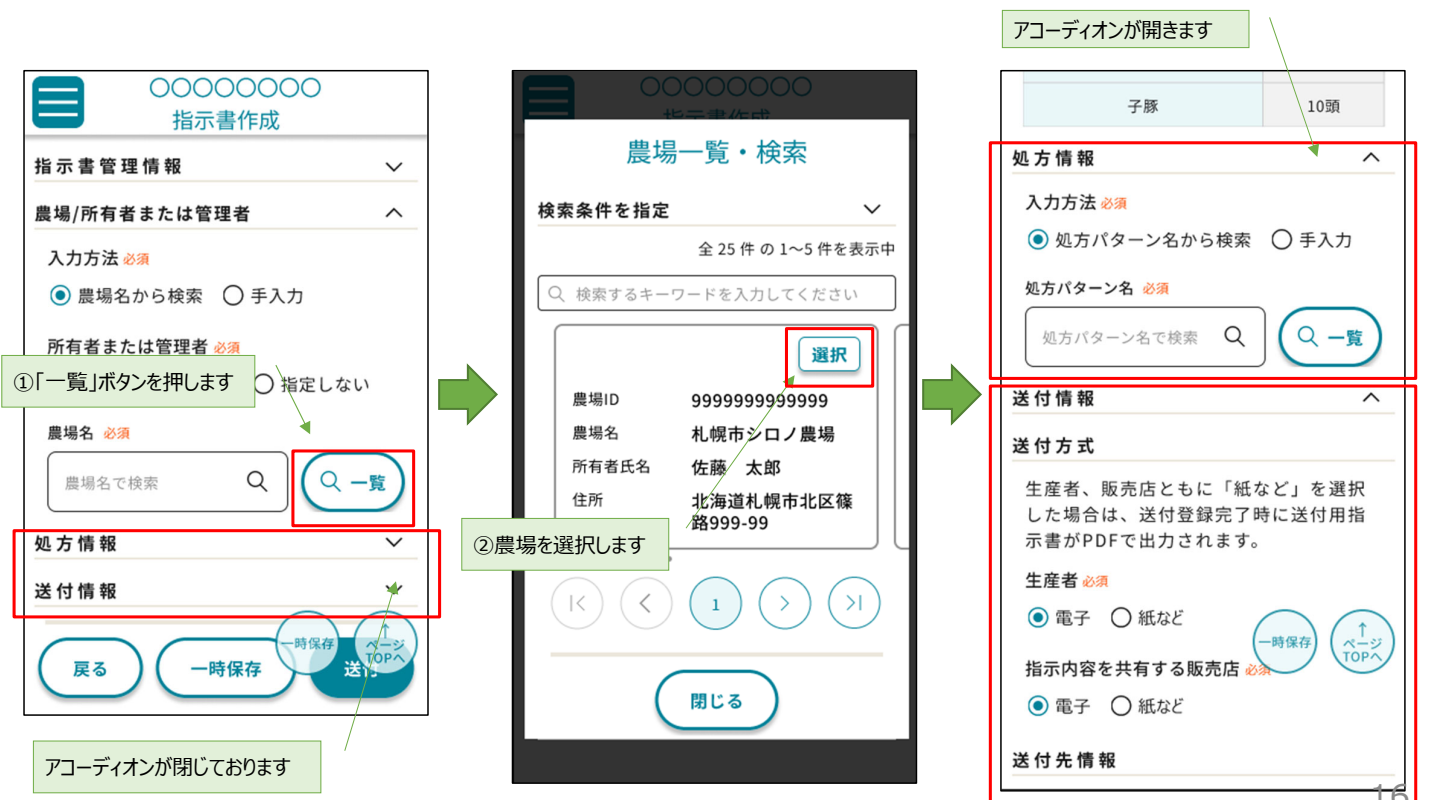 アコーディオンが開きます
〇〇〇〇〇〇〇〇
指示書作成
指示書管理情報
農場/所有者または管理者
入力方法 必須
農場名から検索 手入力
所有者または管理者 必須
①「一覧」ボタンを押します
指定しない
農場名 必須
農場名で検索 一覧
処方情報
送付情報
一時保存
↑
ページ
TOPへ
戻る 一時保存 送付
アコーディオンが閉じております
〇〇〇〇〇〇〇〇
指示書作成
農場一覧・検索
検索条件を指定
全 25 件 の 1~5 件を表示中
検索するキーワードを入力してください
選択
農場ID 9999999999999
農場名 札幌市シロノ農場
所有者氏名 佐藤 太郎
住所 北海道札幌市北区篠
路999-99
②農場を選択します
1
閉じる
子豚 10頭
処方情報
入力方法 必須
処方パターン名から検索 手入力
処方パターン名 必須
処方パターン名で検索 一覧
送付情報
送付方式
生産者、販売店ともに「紙など」を選択
した場合は、送付登録完了時に送付用指
示書がPDFで出力されます。
生産者 必須
電子 紙など
一時保存
↑
ページ
TOPへ
指示内容を共有する販売店 必須
電子 紙など
送付先情報
16